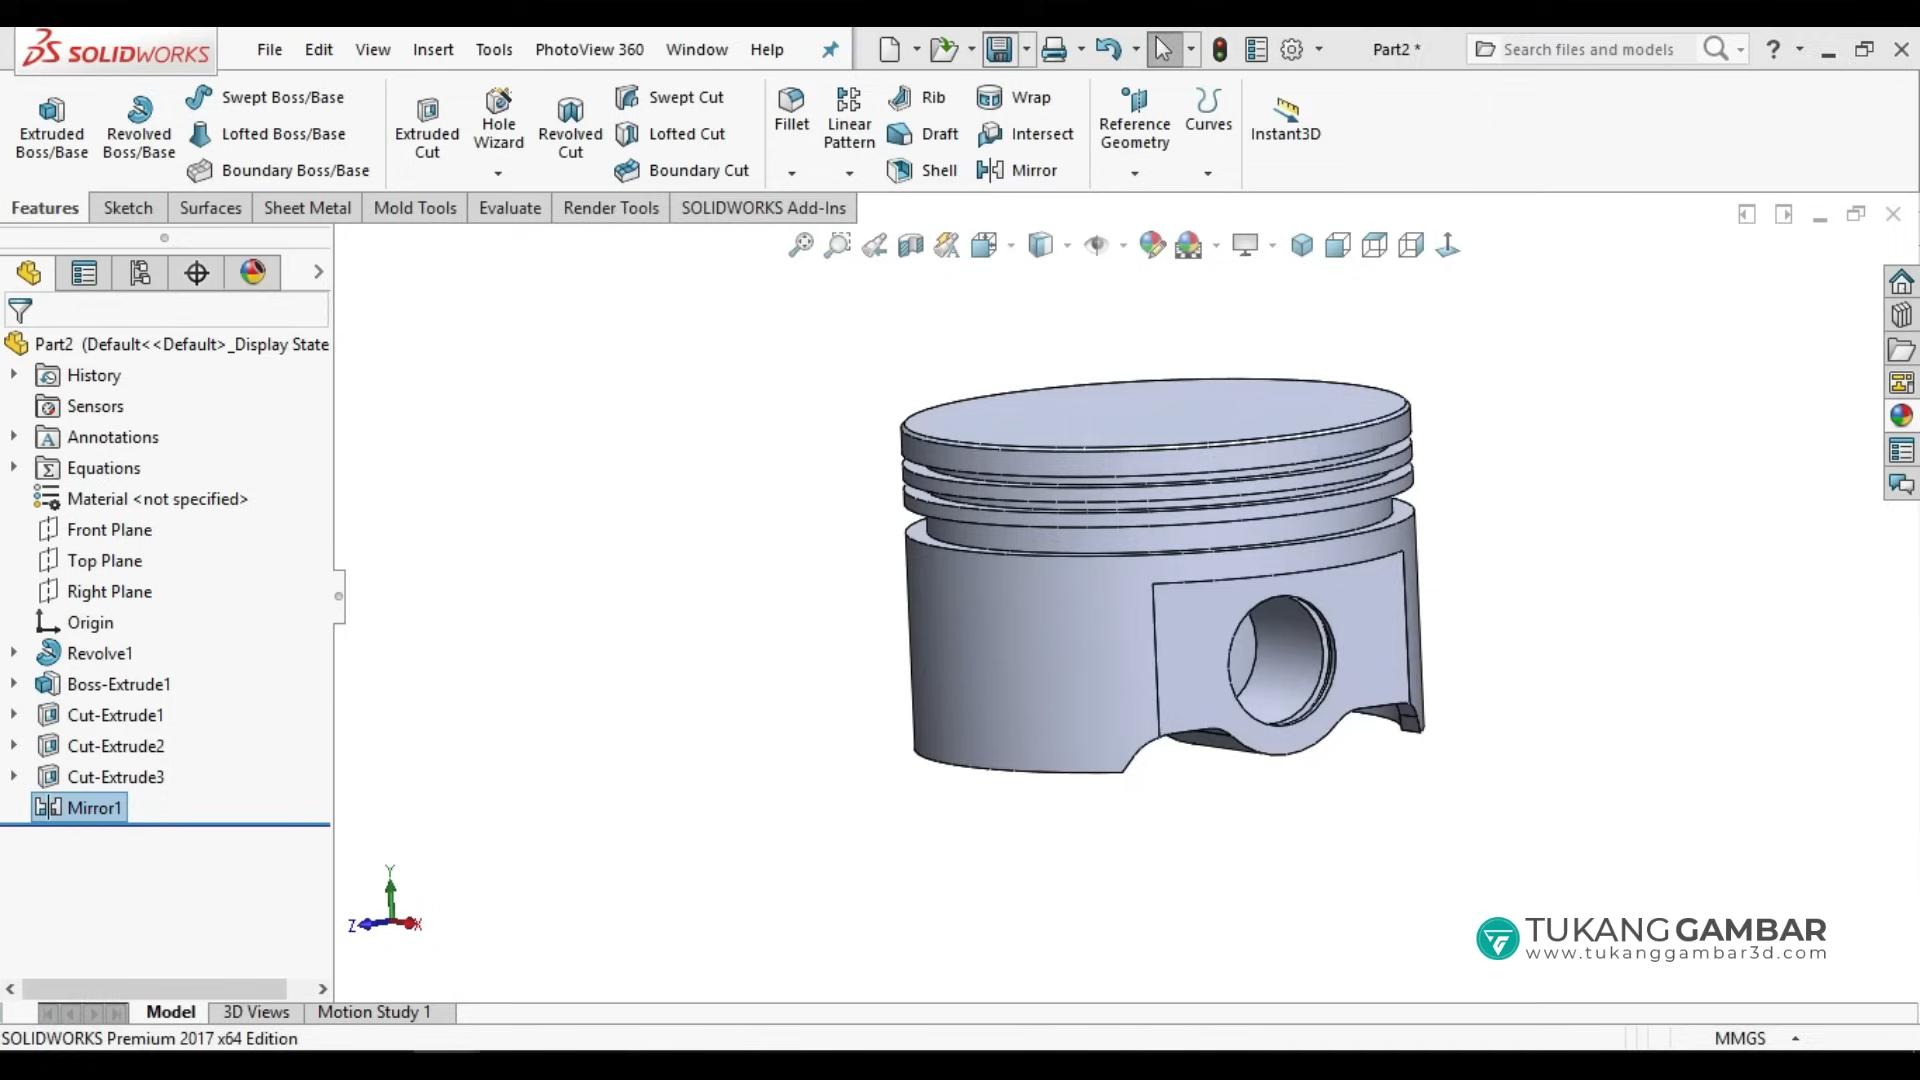 SOLIDWORKS
File Edit View Insert Tools PhotoView 360 Window Help
Part2 *
Search files and models
?
Extruded Boss/Base
Revolved Boss/Base
Swept Boss/Base
Lofted Boss/Base
Boundary Boss/Base
Extruded Cut
Hole Wizard
Revolved Cut
Swept Cut
Lofted Cut
Boundary Cut
Fillet
Linear Pattern
Rib
Draft
Shell
Wrap
Intersect
Mirror
Reference Geometry
Curves
Instant3D
Features Sketch Surfaces Sheet Metal Mold Tools Evaluate Render Tools SOLIDWORKS Add-Ins
Part2 (Default<<Default>_Display State
History
Sensors
Annotations
Equations
Material <not specified>
Front Plane
Top Plane
Right Plane
Origin
Revolve1
Boss-Extrude1
Cut-Extrude1
Cut-Extrude2
Cut-Extrude3
Mirror1
Y
Z
X
TUKANGGAMBAR
www.tukanggambar3d.com
Model 3D Views Motion Study 1
SOLIDWORKS Premium 2017 x64 Edition
MMGS